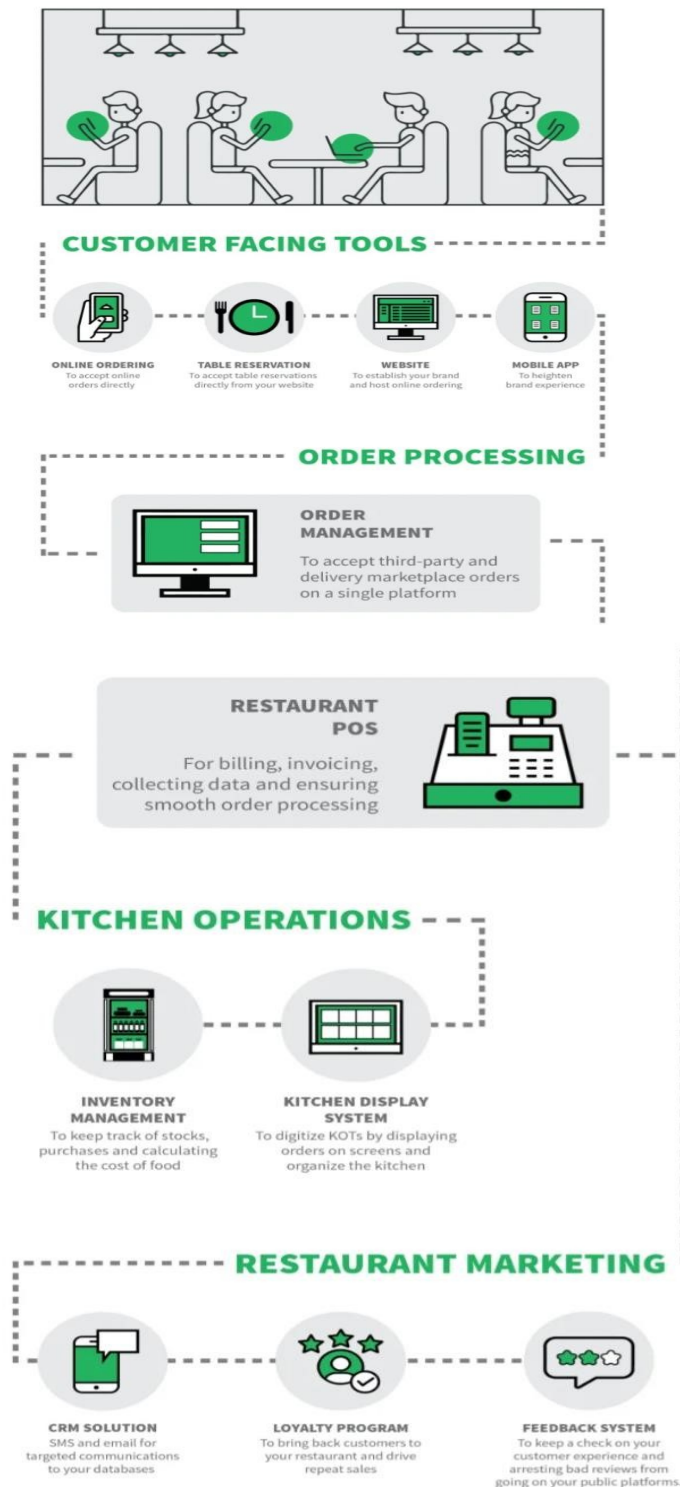 CUSTOMER FACING TOOLS
ONLINE ORDERING
To accept online
orders directly
TABLE RESERVATION
To accept table reservations
directly from your website
WEBSITE
To establish your brand
and host online ordering
MOBILE APP
To heighten
brand experience
ORDER PROCESSING
ORDER
MANAGEMENT
To accept third-party and
delivery marketplace orders
on a single platform
RESTAURANT
POS
For billing, invoicing,
collecting data and ensuring
smooth order processing
KITCHEN OPERATIONS
INVENTORY
MANAGEMENT
To keep track of stocks,
purchases and calculating
the cost of food
KITCHEN DISPLAY
SYSTEM
To digitize KOTs by displaying
orders on screens and
organize the kitchen
RESTAURANT MARKETING
CRM SOLUTION
SMS and email for
targeted communications
to your databases
LOYALTY PROGRAM
To bring back customers to
your restaurant and drive
repeat sales
FEEDBACK SYSTEM
To keep a check on your
customer experience and
arresting bad reviews from
going on your public platforms